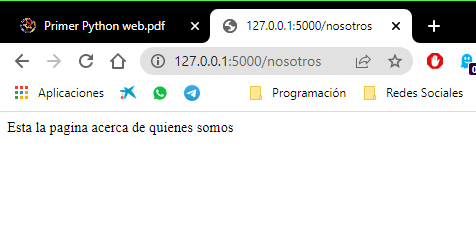 Primer Python web.pdf
127.0.0.1:5000/nosotros
127.0.0.1:5000/nosotros
Aplicaciones
Programación
Redes Sociales
Esta la pagina acerca de quienes somos